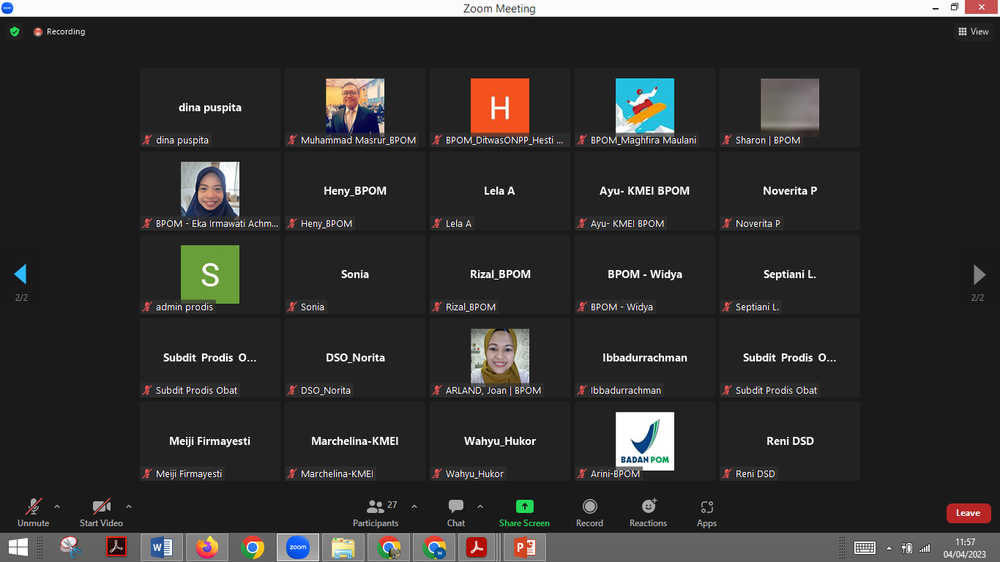 Zoom Meeting
zoom
Recording
View
dina puspita
dina puspita
Muhammad Masrur_BPOM
H
BPOM_DitwasONPP_Hesti ...
BPOM_Maghfira Maulani
Sharon | BPOM
BPOM - Eka Irmawati Achm...
Heny_BPOM
Heny_BPOM
Lela A
Lela A
Ayu- KMEI BPOM
Ayu- KMEI BPOM
Noverita P
Noverita P
2/2
S
admin prodis
Sonia
Sonia
Rizal_BPOM
Rizal_BPOM
BPOM - Widya
BPOM - Widya
Septiani L.
Septiani L.
2/2
Subdit Prodis O...
Subdit Prodis Obat
DSO_Norita
DSO_Norita
ARLAND, Joan | BPOM
Ibbadurrachman
Ibbadurrachman
Subdit Prodis O...
Subdit Prodis Obat
Meiji Firmayesti
Meiji Firmayesti
Marchelina-KMEI
Marchelina-KMEI
Wahyu_Hukor
Wahyu_Hukor
BADAN POM
Arini-BPOM
Reni DSD
Reni DSD
Unmute
Start Video
27
Participants
Chat
Share Screen
Record
Reactions
Apps
Leave
W
zoom
W
P
11:57
04/04/2023